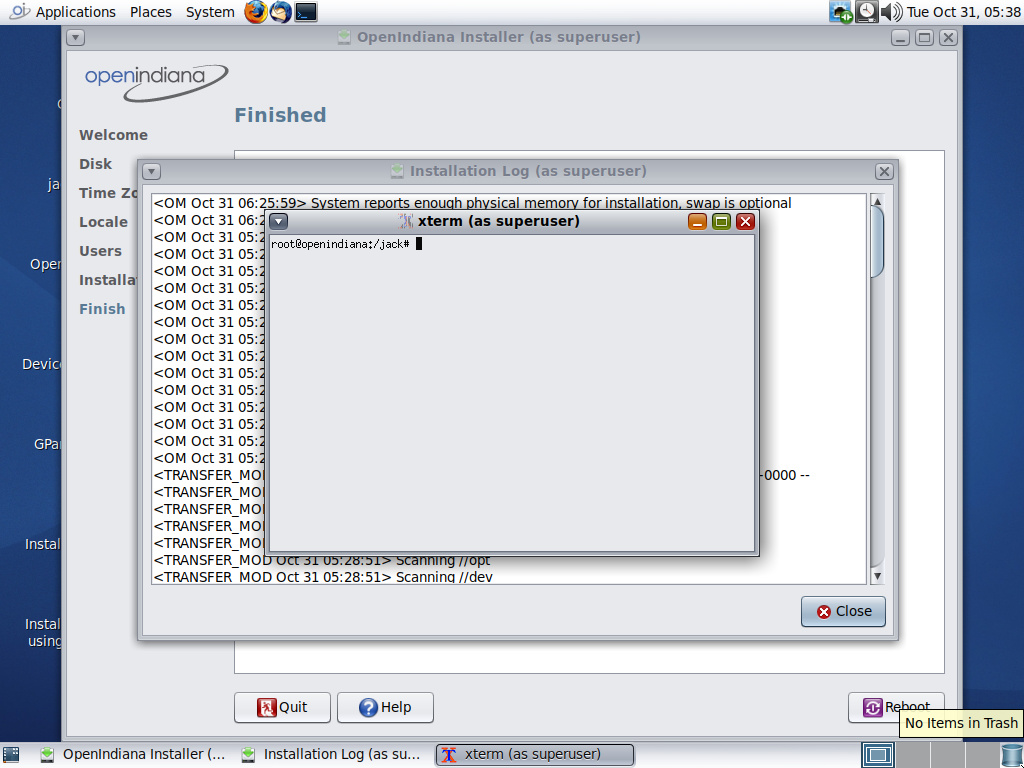 Applications Places System Tue Oct 31, 05:38
OpenIndiana Installer (as superuser)
openindiana
Finished
Welcome
Disk
Time Zo
Locale
Users
Installa
Finish
ja
Open
Device
GPa
Instal
Instal
using
Installation Log (as superuser)
<OM Oct 31 06:25:59> System reports enough physical memory for installation, swap is optional
<OM Oct 31 06:2
<OM Oct 31 05:2
<OM Oct 31 05:2
<OM Oct 31 05:2
<OM Oct 31 05:2
<OM Oct 31 05:2
<OM Oct 31 05:2
<OM Oct 31 05:2
<OM Oct 31 05:2
<OM Oct 31 05:2
<OM Oct 31 05:2
<OM Oct 31 05:2
<OM Oct 31 05:2
<OM Oct 31 05:2
<OM Oct 31 05:2
<TRANSFER_MOD -0000 --
<TRANSFER_MOD
<TRANSFER_MOD
<TRANSFER_MOD
<TRANSFER_MOD
<TRANSFER_MOD Oct 31 05:28:51> Scanning //opt
<TRANSFER_MOD Oct 31 05:28:51> Scanning //dev
xterm (as superuser)
root@openindiana:/jack#
Close
Quit Help Reboot
No Items in Trash
OpenIndiana Installer (... Installation Log (as su... xterm (as superuser)